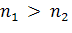 n₁ > n₂